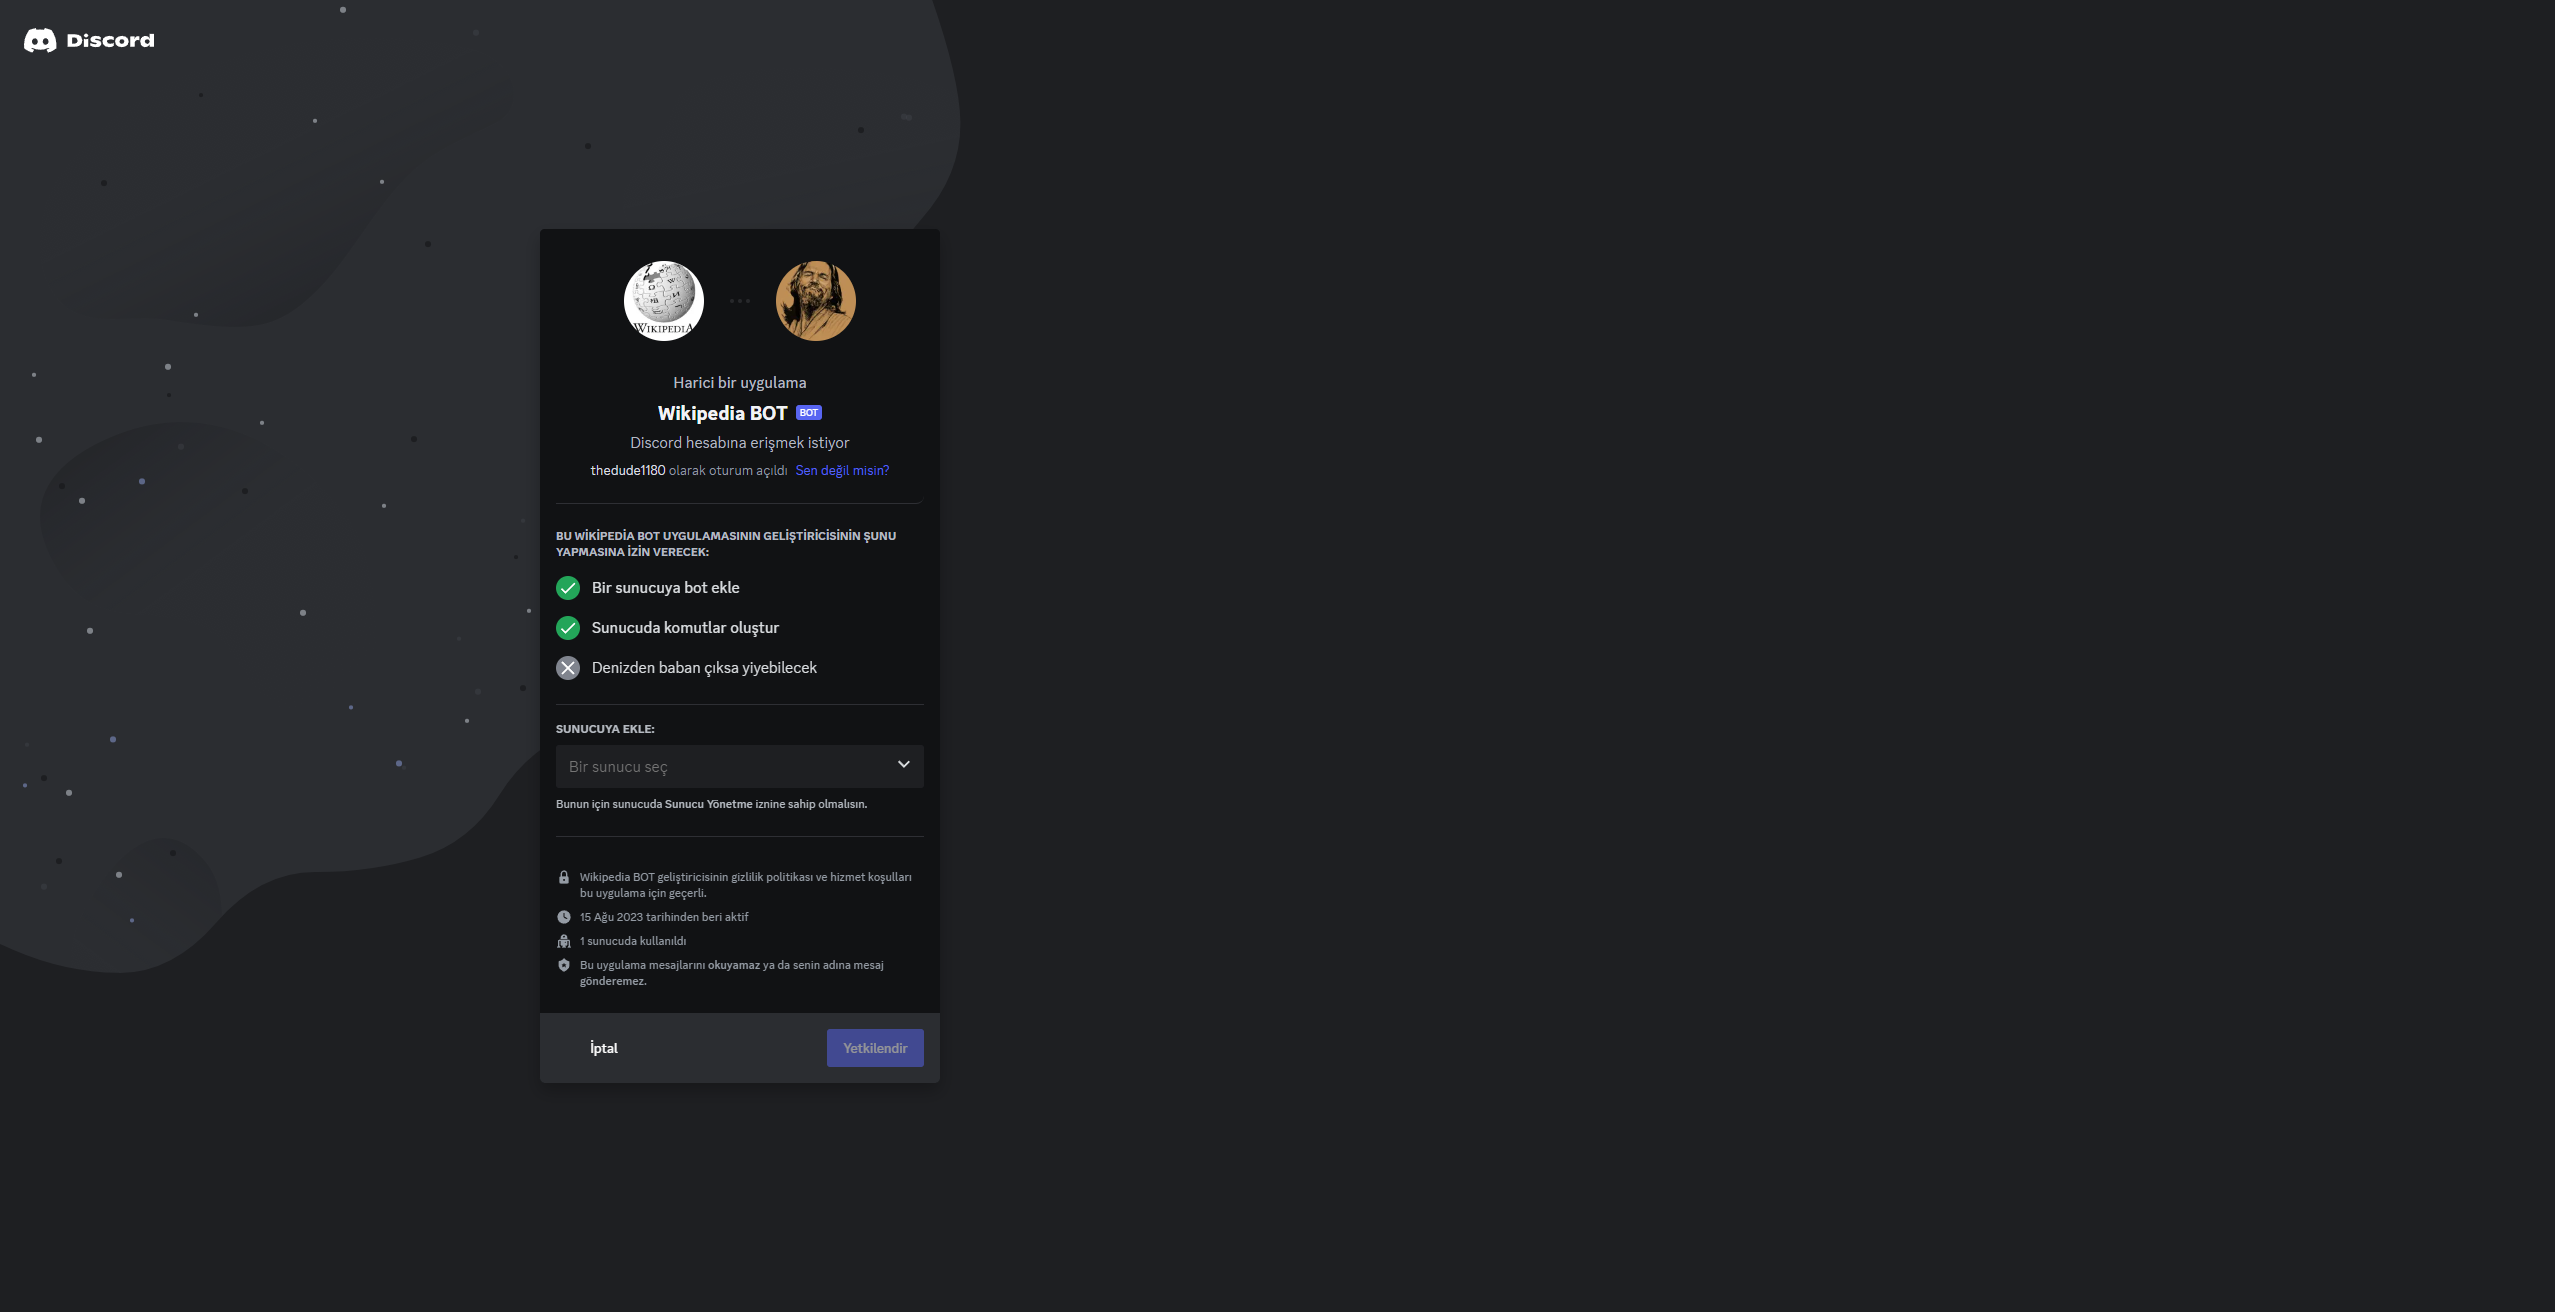 Discord
WIKIPEDIA
Harici bir uygulama
Wikipedia BOT BOT
Discord hesabına erişmek istiyor
thedude1180 olarak oturum açıldı Sen değil misin?
BU WİKİPEDİA BOT UYGULAMASININ GELİŞTİRİCİSİNİN ŞUNU
YAPMASINA İZİN VERECEK:
Bir sunucuya bot ekle
Sunucuda komutlar oluştur
Denizden baban çıksa yiyebilecek
SUNUCUYA EKLE:
Bir sunucu seç
Bunun için sunucuda Sunucu Yönetme iznine sahip olmalısın.
Wikipedia BOT geliştiricisinin gizlilik politikası ve hizmet koşulları
bu uygulama için geçerli.
15 Ağu 2023 tarihinden beri aktif
1 sunucuda kullanıldı
Bu uygulama mesajlarını okuyamaz ya da senin adına mesaj
gönderemez.
İptal
Yetkilendir